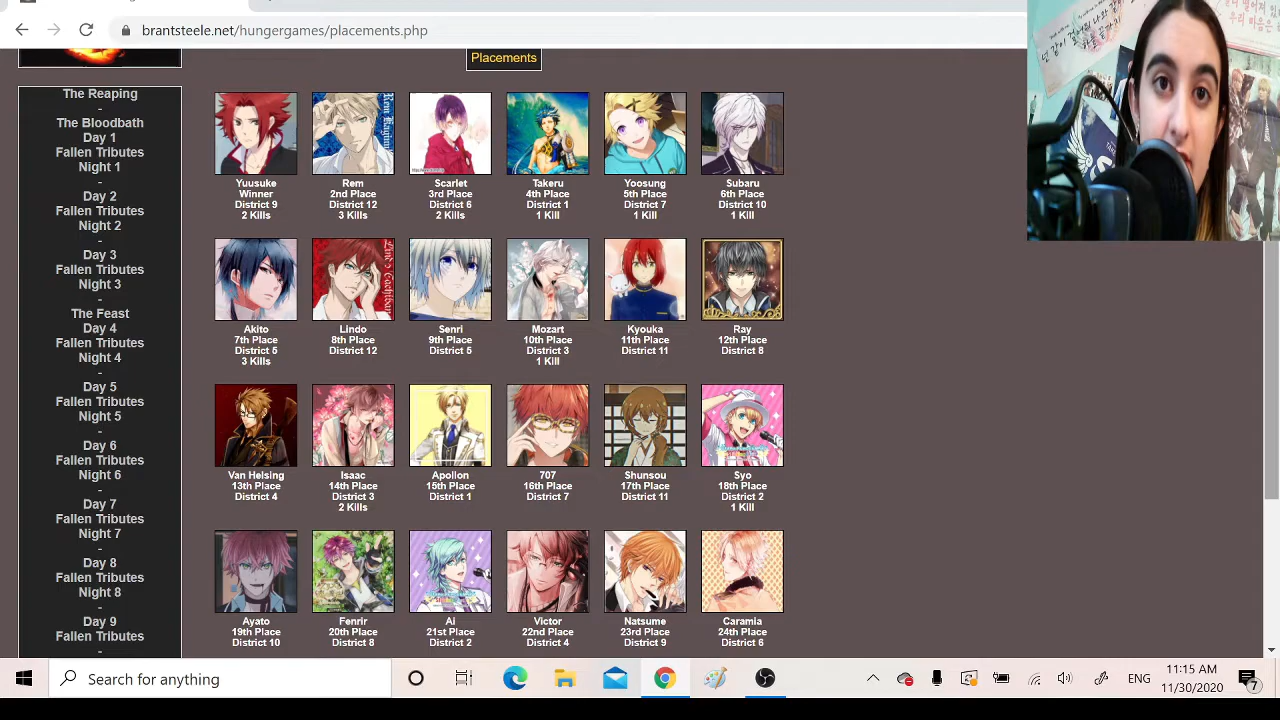 brantsteele.net/hungergames/placements.php
Placements
The Reaping
-
The Bloodbath
Day 1
Fallen Tributes
Night 1
-
Day 2
Fallen Tributes
Night 2
-
Day 3
Fallen Tributes
Night 3
-
The Feast
Day 4
Fallen Tributes
Night 4
-
Day 5
Fallen Tributes
Night 5
-
Day 6
Fallen Tributes
Night 6
-
Day 7
Fallen Tributes
Night 7
-
Day 8
Fallen Tributes
Night 8
-
Day 9
Fallen Tributes
-
Yuusuke
Winner
District 9
2 Kills
Rem
2nd Place
District 12
3 Kills
Scarlet
3rd Place
District 6
2 Kills
Takeru
4th Place
District 1
1 Kill
Yoosung
5th Place
District 7
1 Kill
Subaru
6th Place
District 10
1 Kill
Akito
7th Place
District 5
3 Kills
Lindo
8th Place
District 12
Senri
9th Place
District 5
Mozart
10th Place
District 3
1 Kill
Kyouka
11th Place
District 11
Ray
12th Place
District 8
Van Helsing
13th Place
District 4
Isaac
14th Place
District 3
2 Kills
Apollon
15th Place
District 1
707
16th Place
District 7
Shunsou
17th Place
District 11
Syo
18th Place
District 2
1 Kill
Ayato
19th Place
District 10
Fenrir
20th Place
District 8
Ai
21st Place
District 2
Victor
22nd Place
District 4
Natsume
23rd Place
District 9
Caramia
24th Place
District 6
Search for anything
ENG
11:15 AM
11/30/2020
7